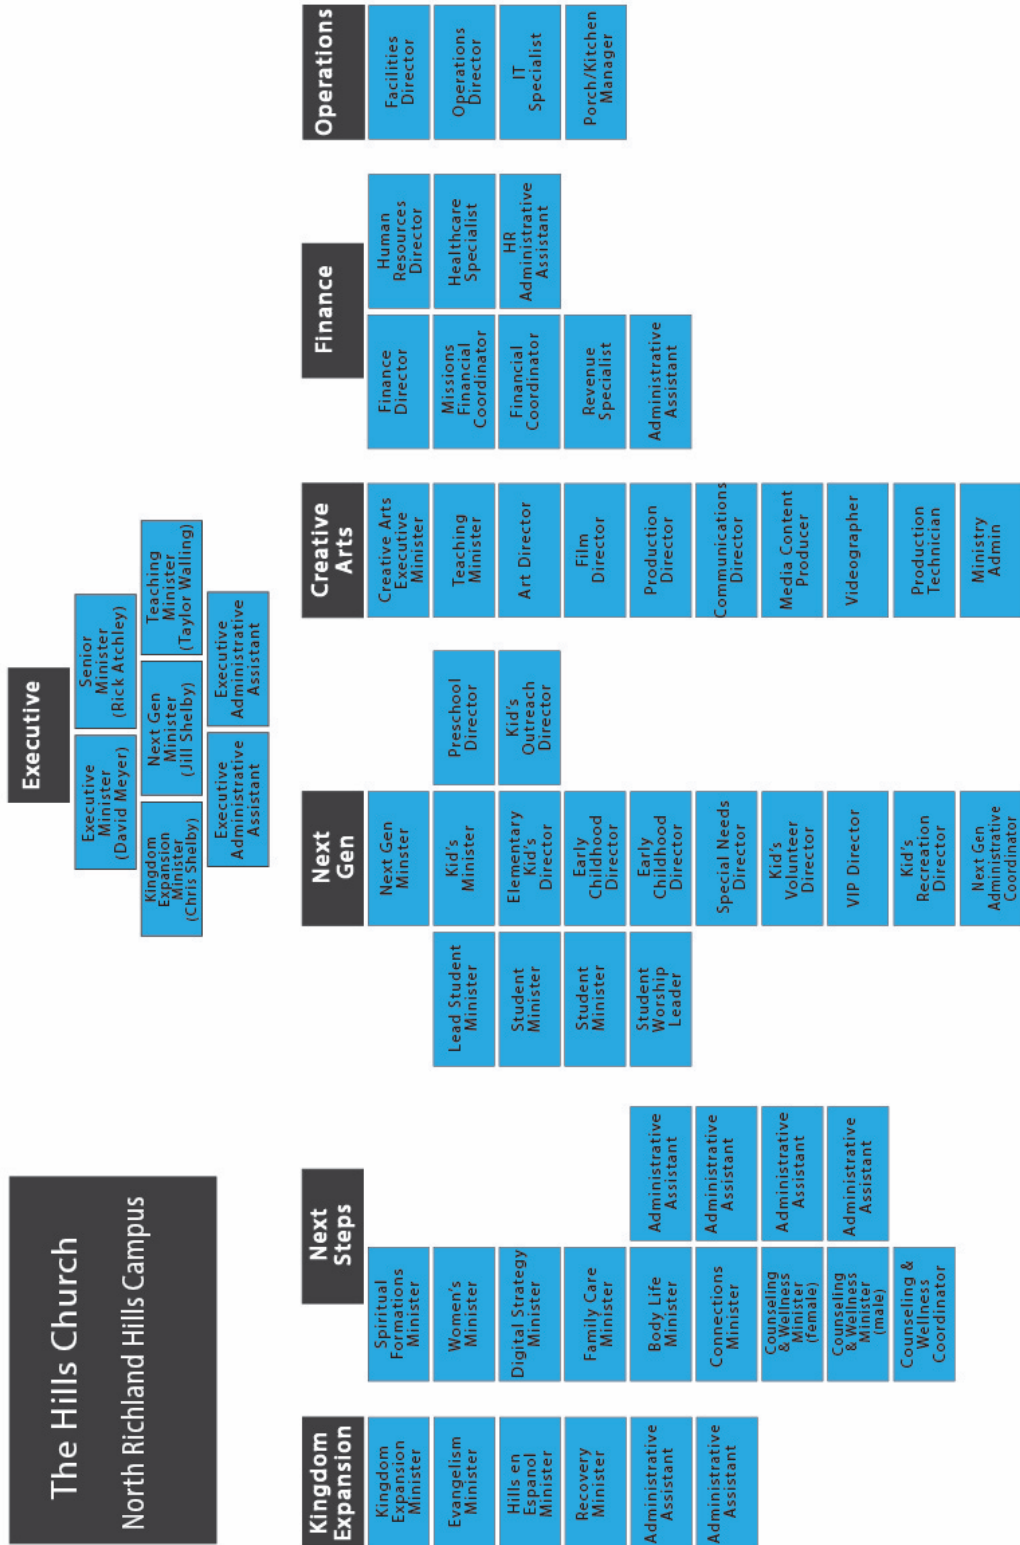 The Hills Church
North Richland Hills Campus
Executive
Executive
Minister
(David Meyer)
Senior
Minister
(Rick Atchley)
Kingdom
Expansion
Minister
(Chris Shelby)
Next Gen
Minister
(Jill Shelby)
Teaching
Minister
(Taylor Walling)
Executive
Administrative
Assistant
Executive
Administrative
Assistant
Kingdom
Expansion
Kingdom
Expansion
Minister
Evangelism
Minister
Hills en
Espanol
Minister
Recovery
Minister
Administrative
Assistant
Administrative
Assistant
Next
Steps
Spiritual
Formations
Minister
Women's
Minister
Digital Strategy
Minister
Family Care
Minister
Body Life
Minister
Connections
Minister
Counseling
& Wellness
Minister
(female)
Counseling
& Wellness
Minister
(male)
Counseling &
Wellness
Coordinator
Administrative
Assistant
Administrative
Assistant
Administrative
Assistant
Administrative
Assistant
Next
Gen
Lead Student
Minister
Student
Minister
Student
Minister
Student
Worship
Leader
Next Gen
Minster
Kid's
Minister
Elementary
Kid's
Director
Early
Childhood
Director
Early
Childhood
Director
Special Needs
Director
Kid's
Volunteer
Director
VIP Director
Kid's
Recreation
Director
Next Gen
Administrative
Coordinator
Preschool
Director
Kid's
Outreach
Director
Creative
Arts
Creative Arts
Executive
Minister
Teaching
Minister
Art Director
Film
Director
Production
Director
Communications
Director
Media Content
Producer
Videographer
Production
Technician
Ministry
Admin
Finance
Finance
Director
Missions
Financial
Coordinator
Financial
Coordinator
Revenue
Specialist
Administrative
Assistant
Human
Resources
Director
Healthcare
Specialist
HR
Administrative
Assistant
Operations
Facilities
Director
Operations
Director
IT
Specialist
Porch/Kitchen
Manager